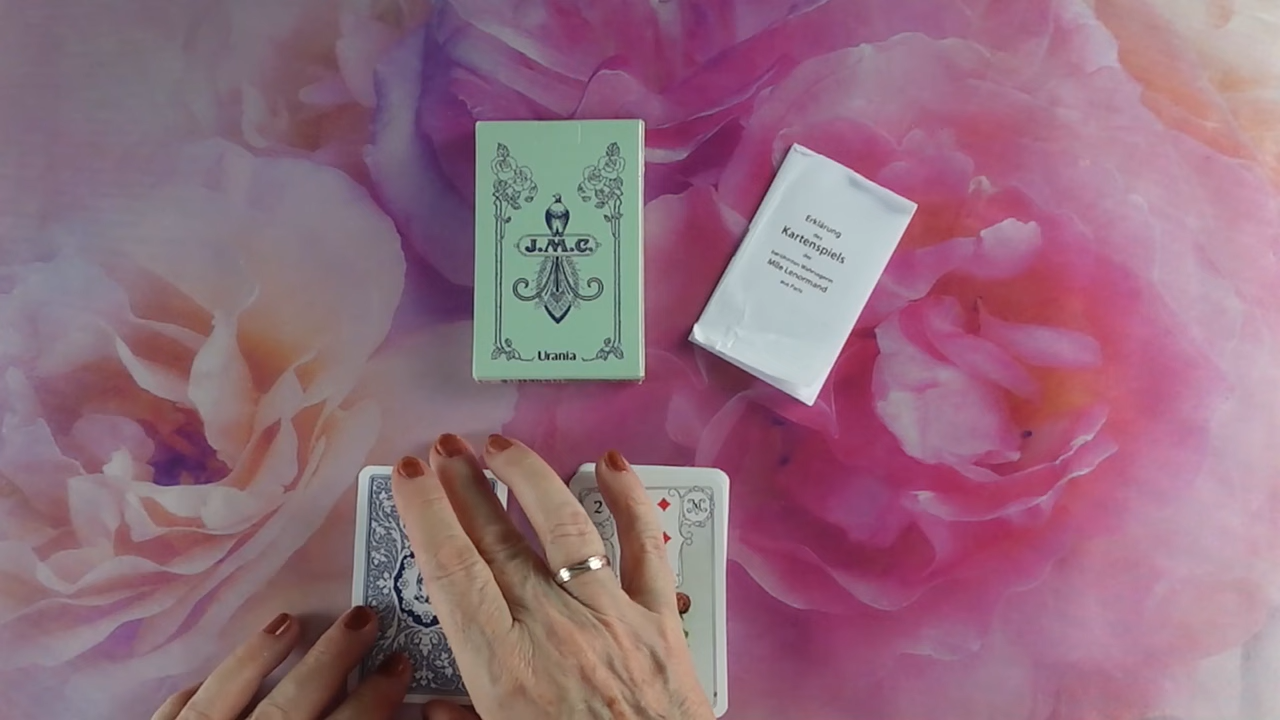 J.M.C.
Urania
Erklärung
des
Kartenspiels
der
berühmten Wahrsagerin
Mlle Lenormand
aus Paris
2